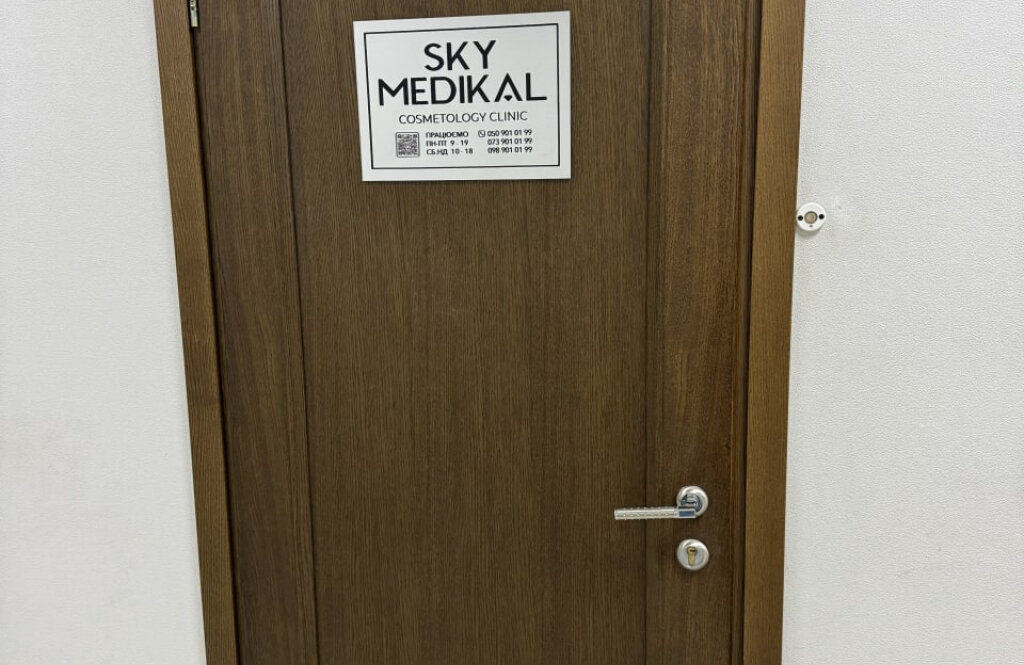 SKY
MEDIKAL
COSMETOLOGY CLINIC
ПРАЦЮЄМО
ПН-ПТ 9 - 19
СБ.НД 10 - 18
050 901 01 99
073 901 01 99
098 901 01 99